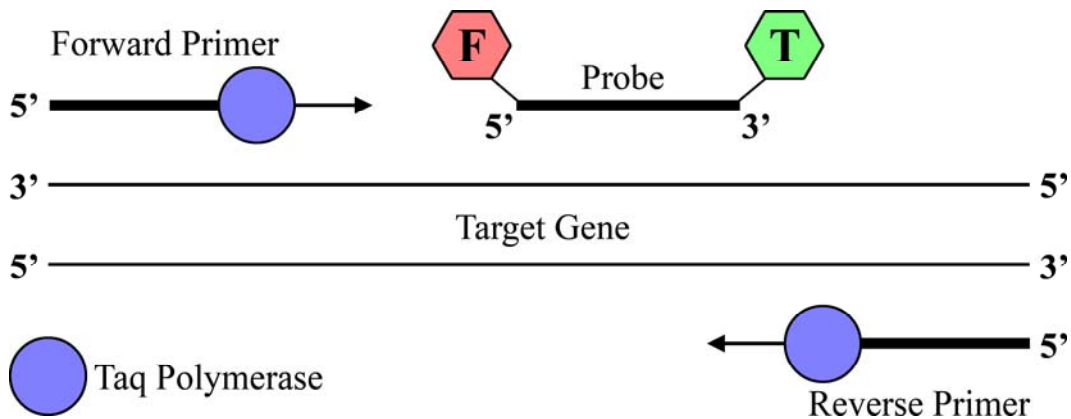 Forward Primer
F
T
Probe
5’
5’
3’
3’
5’
Target Gene
5’
3’
5’
Taq Polymerase
Reverse Primer